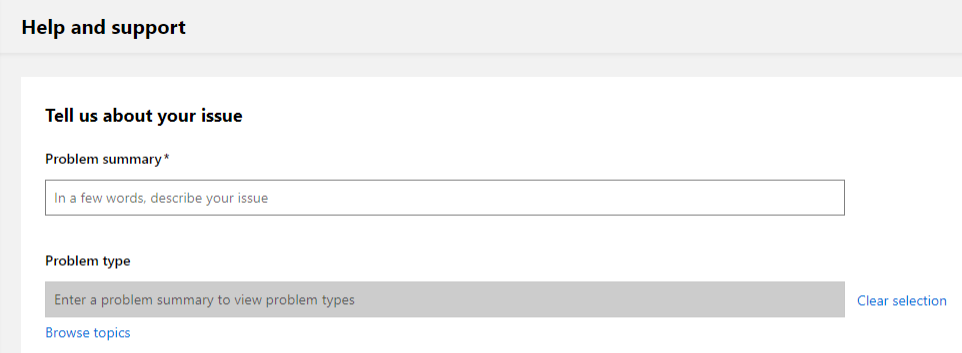 Help and support
Tell us about your issue
Problem summary*
In a few words, describe your issue
Problem type
Enter a problem summary to view problem types
Clear selection
Browse topics